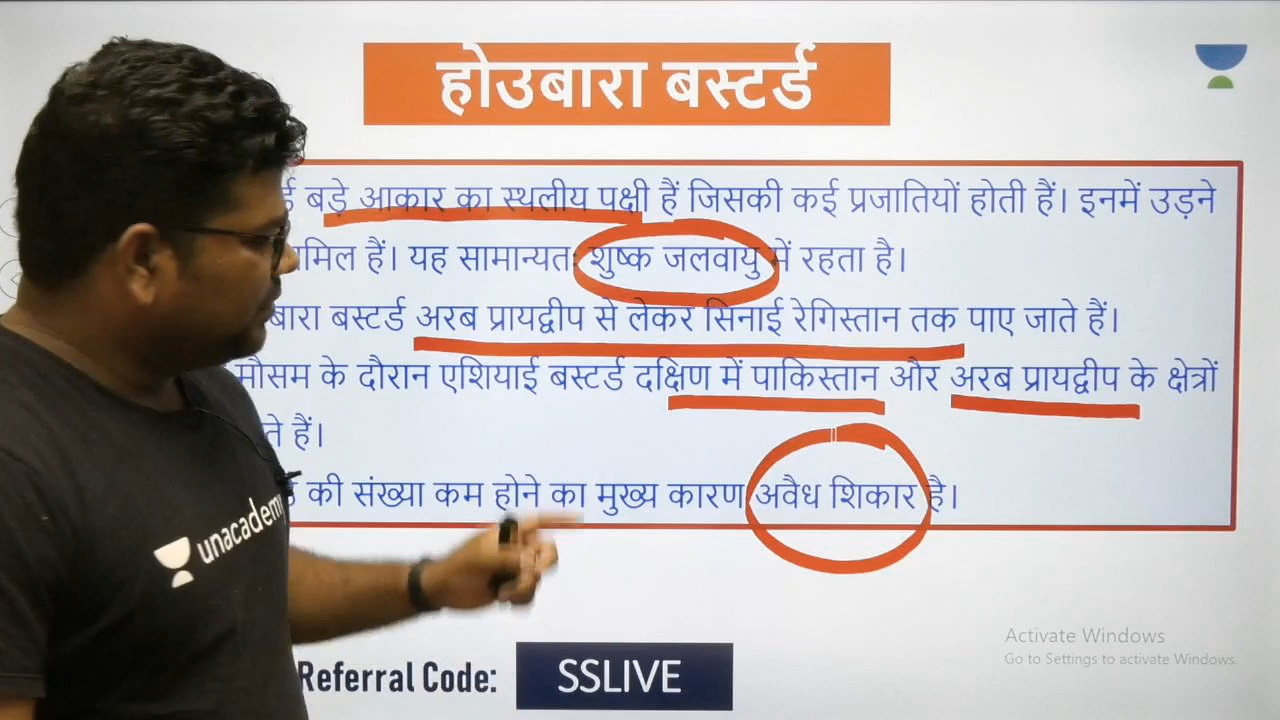 होउबारा बस्टर्ड
बड़े आकार का स्थलीय पक्षी हैं जिसकी कई प्रजातियों होती हैं। इनमें उड़ने
हैं। यह सामान्यतः शुष्क जलवायु में रहता है।
बस्टर्ड अरब प्रायद्वीप से लेकर सिनाई रेगिस्तान तक पाए जाते हैं।
मौसम के दौरान एशियाई बस्टर्ड दक्षिण में पाकिस्तान और अरब प्रायद्वीप के क्षेत्रों
हैं।
की संख्या कम होने का मुख्य कारण अवैध शिकार है।
unacademy
Referral Code: SSLIVE
Activate Windows
Go to Settings to activate Windows.